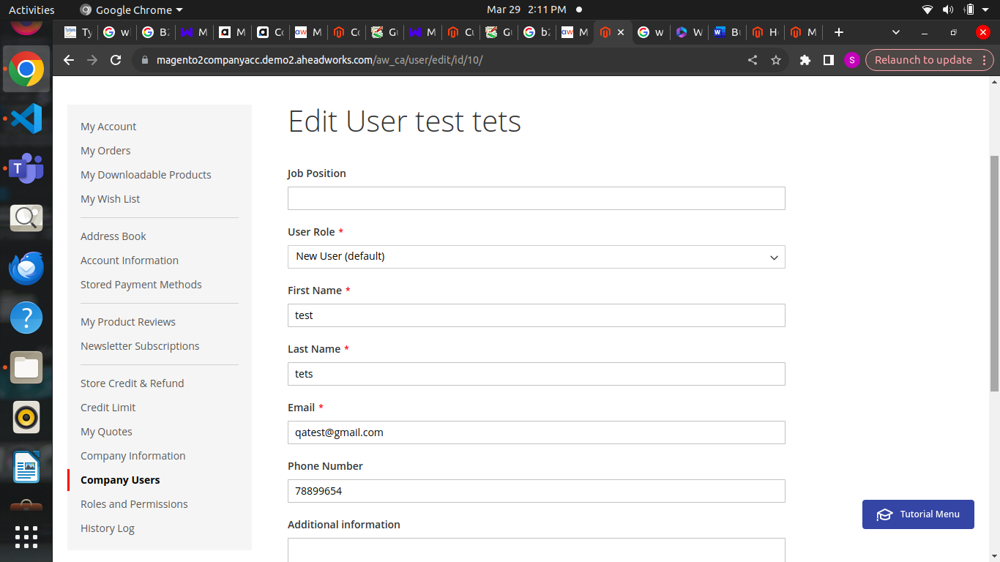 Activities
Google Chrome
Mar 29 2:11 PM
Ty
w
B2
M
M
Co
M
Co
Gu
M
Cu
Gu
b2
M
w
W
Bu
H
M
magento2companyacc.demo2.aheadworks.com/aw_ca/user/edit/id/10/
S
Relaunch to update
My Account
My Orders
My Downloadable Products
My Wish List
Address Book
Account Information
Stored Payment Methods
My Product Reviews
Newsletter Subscriptions
Store Credit & Refund
Credit Limit
My Quotes
Company Information
Company Users
Roles and Permissions
History Log
Edit User test tets
Job Position
User Role *
New User (default)
First Name *
test
Last Name *
tets
Email *
qatest@gmail.com
Phone Number
78899654
Additional information
Tutorial Menu